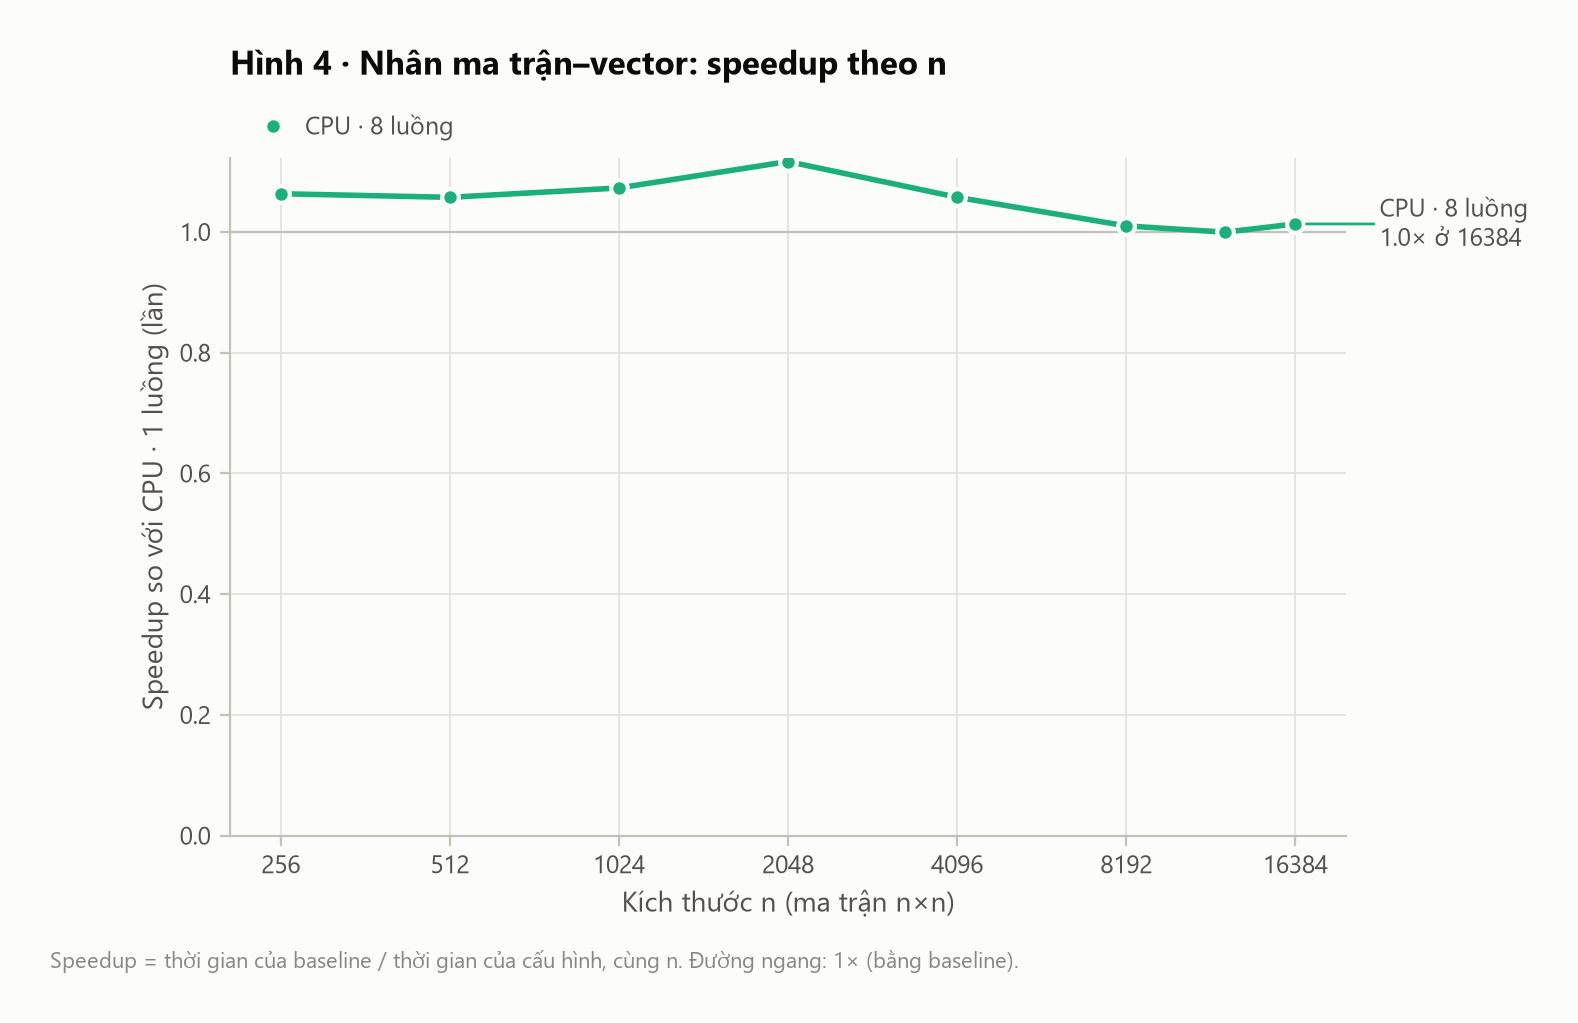 Hình 4 · Nhân ma trận–vector: speedup theo n
CPU · 8 luồng
CPU · 8 luồng
1.0× ở 16384
Speedup so với CPU · 1 luồng (lần)
1.0
0.8
0.6
0.4
0.2
0.0
256 512 1024 2048 4096 8192 16384
Kích thước n (ma trận n×n)
Speedup = thời gian của baseline / thời gian của cấu hình, cùng n. Đường ngang: 1× (bằng baseline).